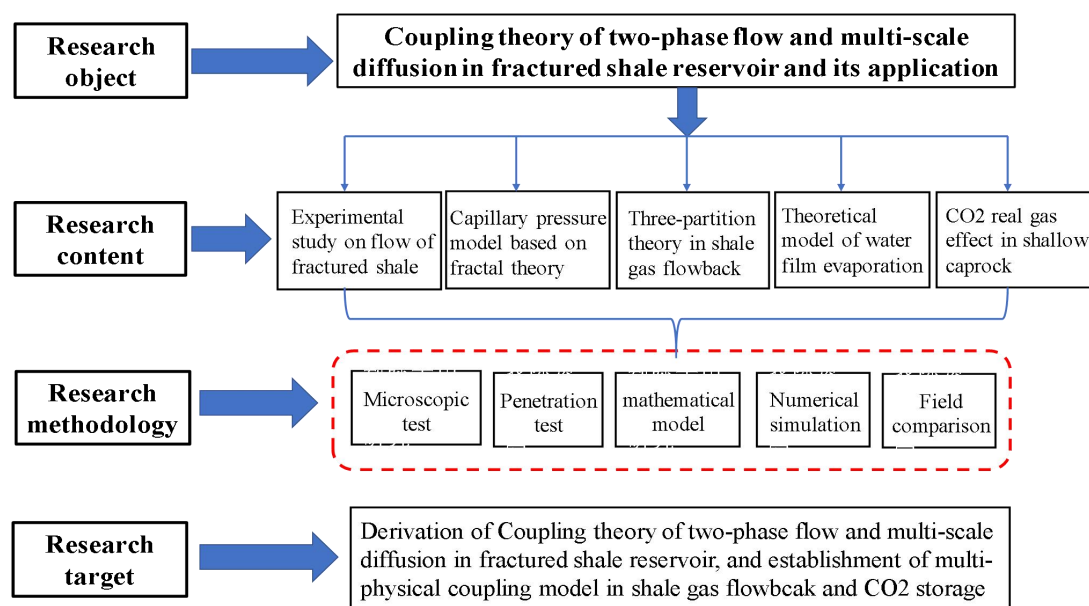 Research
object
Coupling theory of two-phase flow and multi-scale
diffusion in fractured shale reservoir and its application
Research
content
Experimental
study on flow of
fractured shale
Capillary pressure
model based on
fractal theory
Three-partition
theory in shale
gas flowback
Theoretical
model of water
film evaporation
CO2 real gas
effect in shallow
caprock
Research
methodology
Microscopic
test
Penetration
test
mathematical
model
Numerical
simulation
Field
comparison
Research
target
Derivation of Coupling theory of two-phase flow and multi-scale
diffusion in fractured shale reservoir, and establishment of multi-
physical coupling model in shale gas flowbcak and CO2 storage